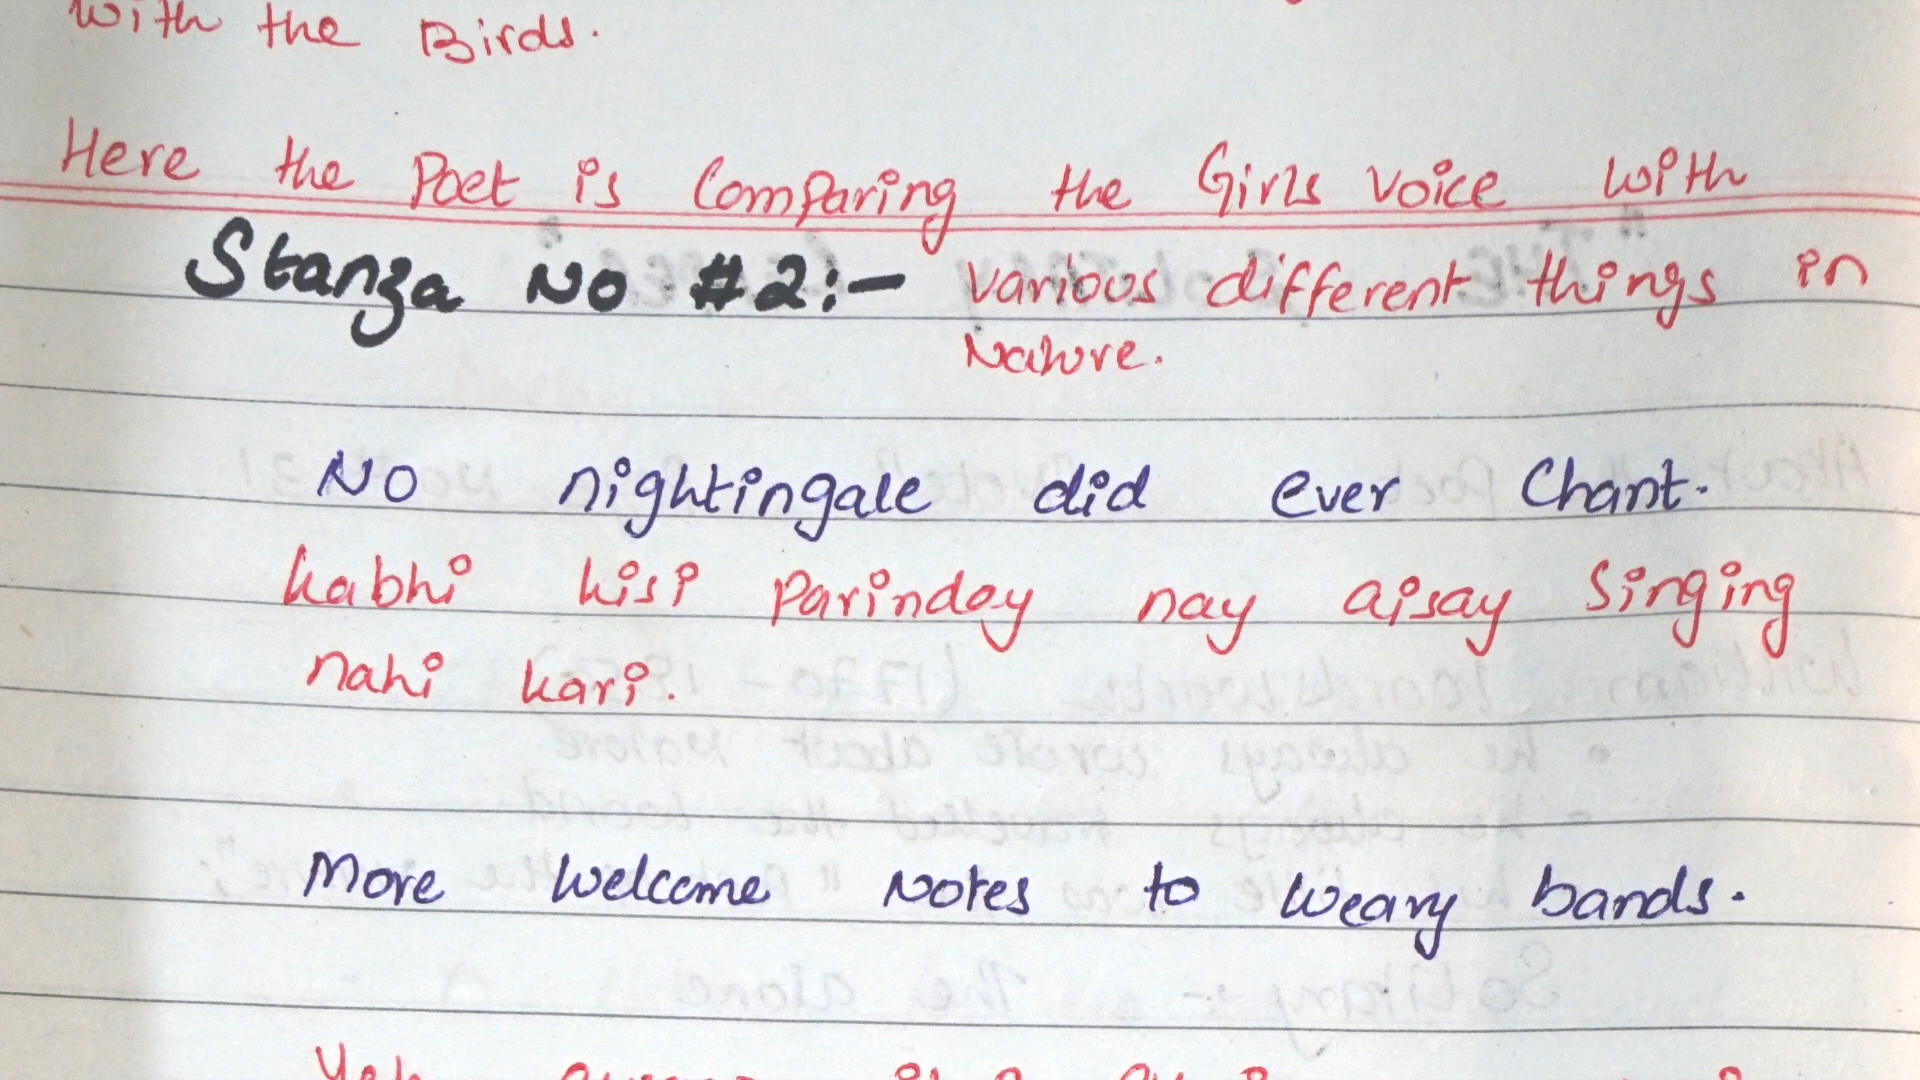 with the Birds.
Here the Poet is Comparing the Girls voice with
Stanza No #2:- various different things in
Nature.
No nightingale did ever Chant.
kabhi kisi Parinday nay aisay Singing
nahi kari.
More welcome Notes to weary bands.
Yeh